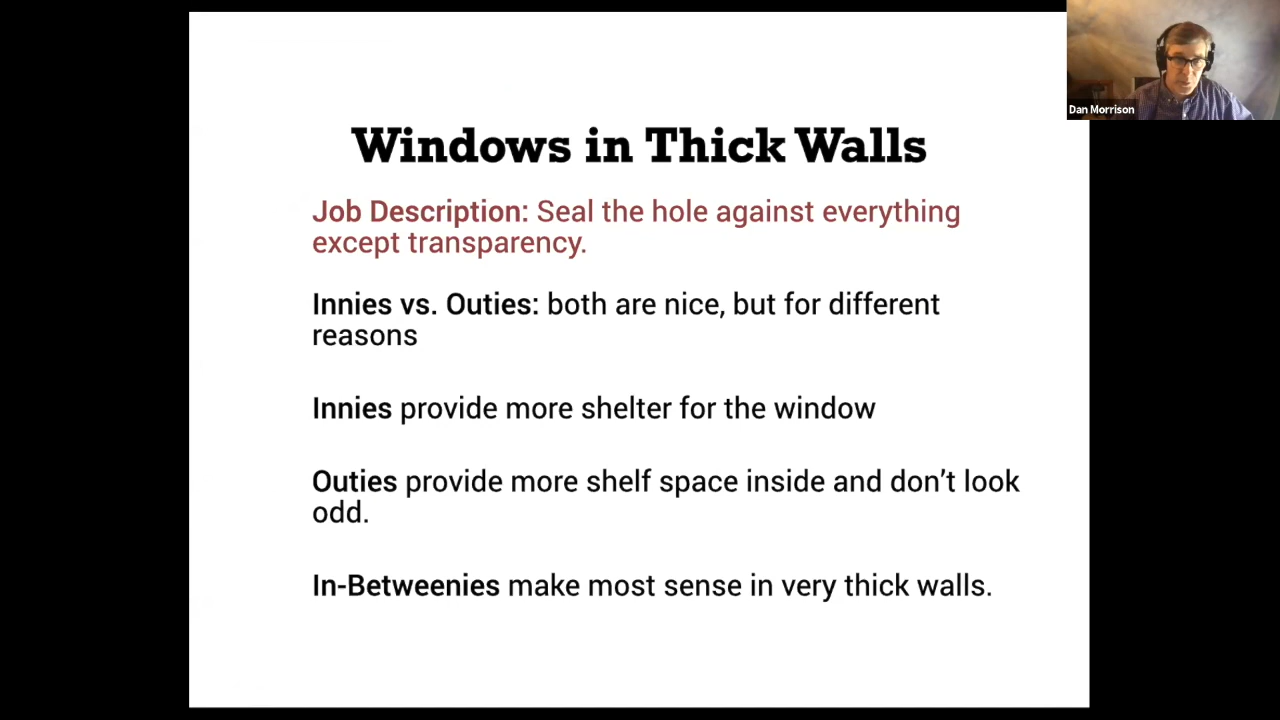 Dan Morrison
Windows in Thick Walls
Job Description: Seal the hole against everything
except transparency.
Innies vs. Outies: both are nice, but for different
reasons
Innies provide more shelter for the window
Outies provide more shelf space inside and don’t look
odd.
In-Betweenies make most sense in very thick walls.